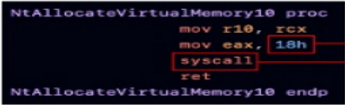 NtAllocateVirtualMemory10 proc
mov r10, rcx
mov eax, 18h
syscall
ret
NtAllocateVirtualMemory10 endp